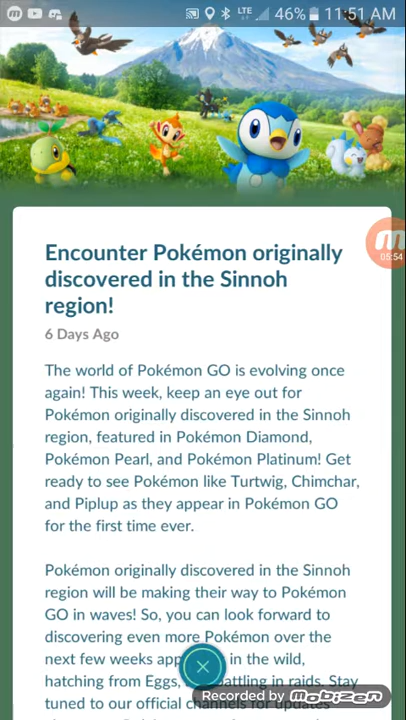 LTE 46% 11:51 AM
Encounter Pokémon originally
discovered in the Sinnoh
region!
6 Days Ago
05:54
The world of Pokémon GO is evolving once
again! This week, keep an eye out for
Pokémon originally discovered in the Sinnoh
region, featured in Pokémon Diamond,
Pokémon Pearl, and Pokémon Platinum! Get
ready to see Pokémon like Turtwig, Chimchar,
and Piplup as they appear in Pokémon GO
for the first time ever.
Pokémon originally discovered in the Sinnoh
region will be making their way to Pokémon
GO in waves! So, you can look forward to
discovering even more Pokémon over the
next few weeks in the wild,
hatching from Eggs, battling in raids. Stay
tuned to our official channels for updates
Recorded by Mobizen